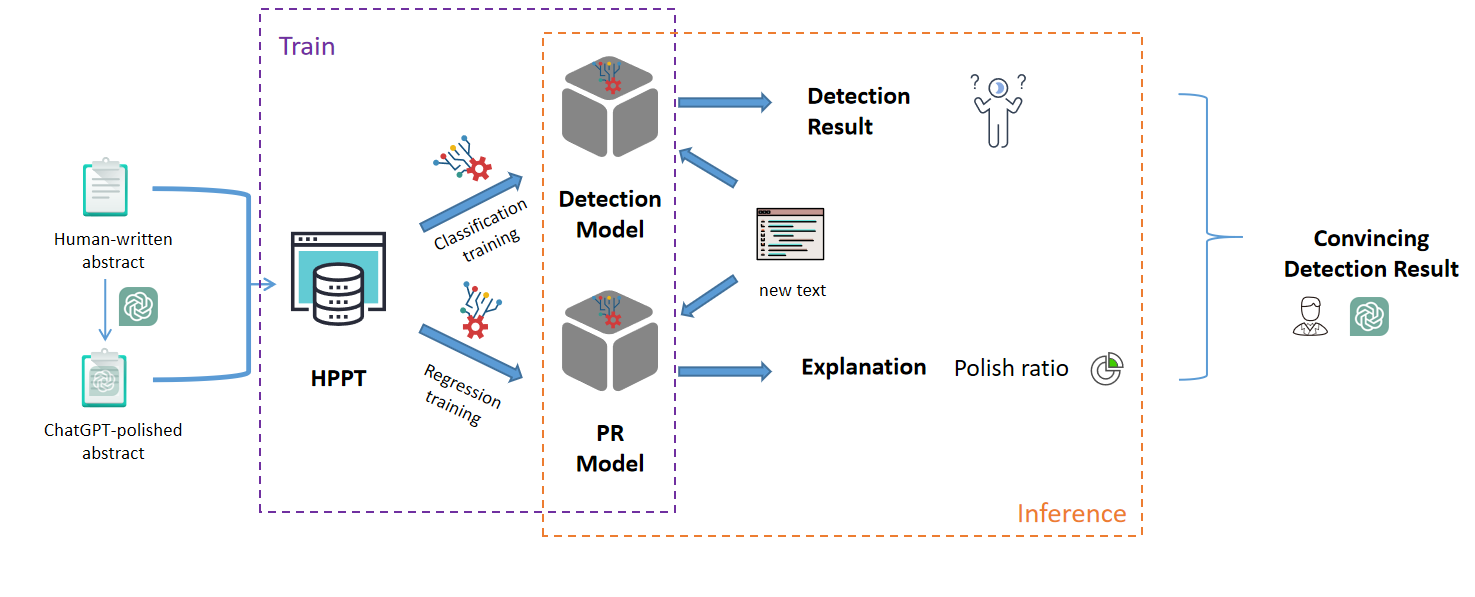 Train
Human-written
abstract
ChatGPT-polished
abstract
HPPT
Classification
training
Regression
training
Detection
Model
PR
Model
Detection
Result
? ?
new text
Explanation
Polish ratio
Inference
Convincing
Detection Result